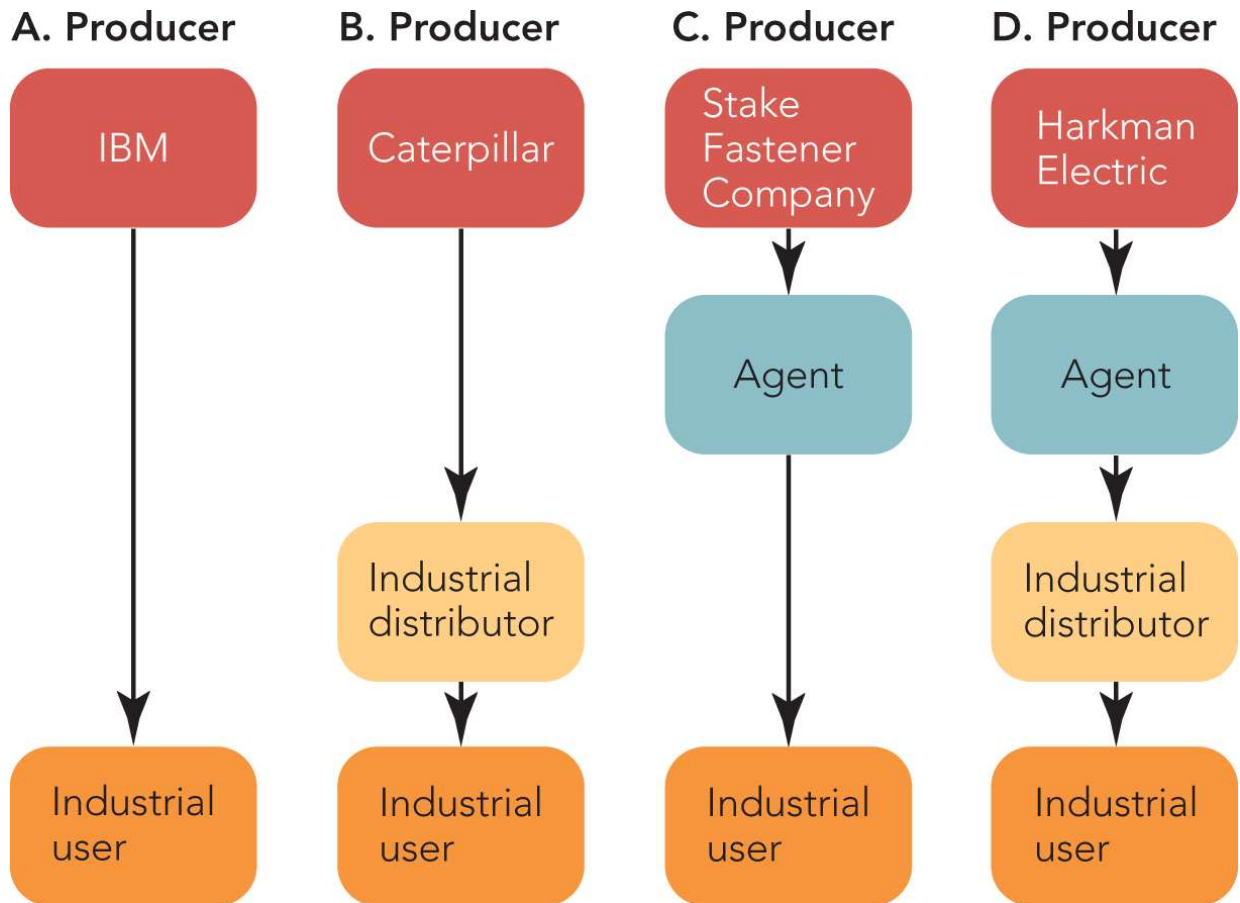 A. Producer
B. Producer
C. Producer
D. Producer
IBM
Caterpillar
Stake
Fastener
Company
Harkman
Electric
Agent
Agent
Industrial
distributor
Industrial
distributor
Industrial
user
Industrial
user
Industrial
user
Industrial
user